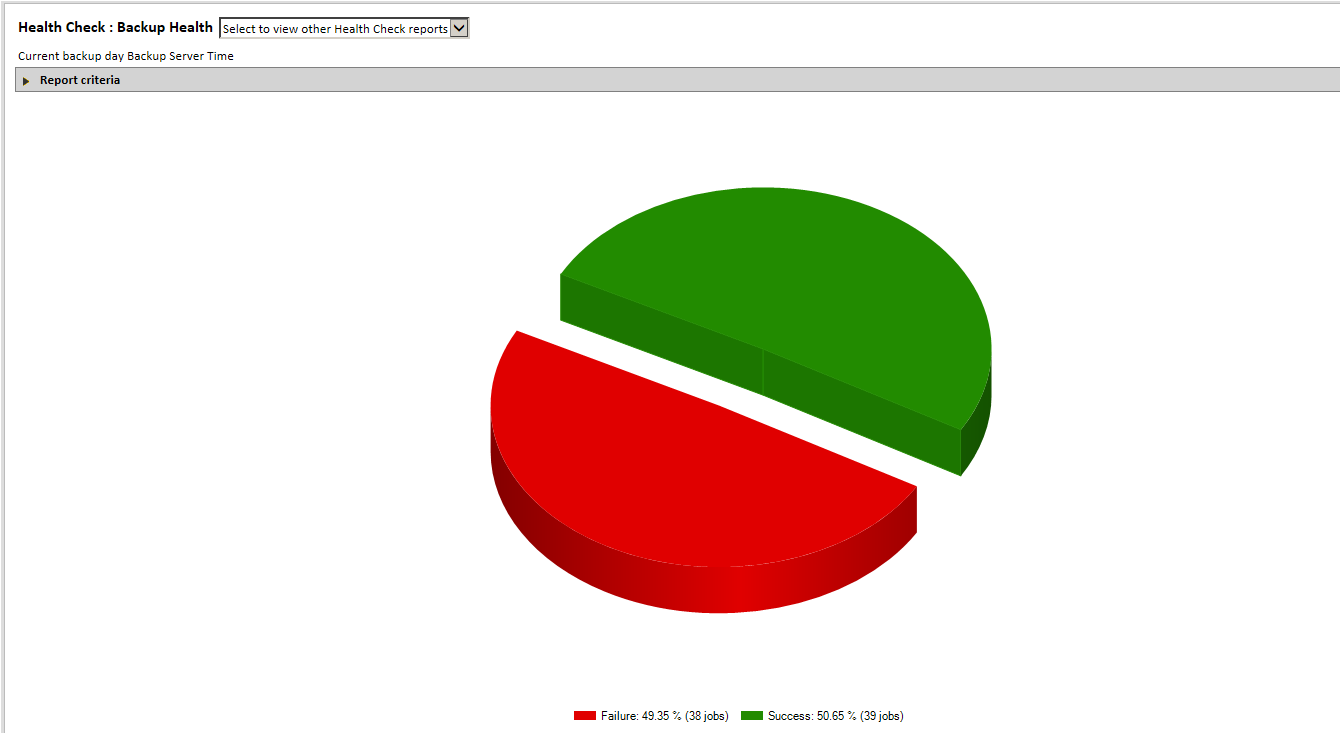 Health Check : Backup Health Select to view other Health Check reports
Current backup day Backup Server Time
Report criteria
Failure: 49.35 % (38 jobs) Success: 50.65 % (39 jobs)